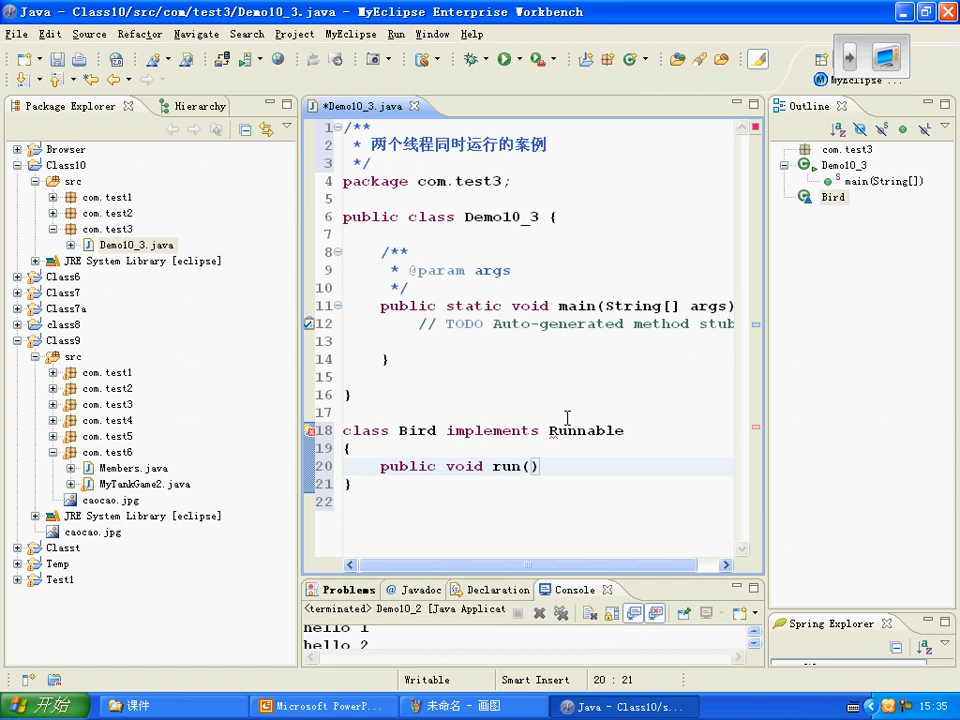 Java - Class10/src/com/test3/Demo10_3.java - MyEclipse Enterprise Workbench
File Edit Source Refactor Navigate Search Project MyEclipse Run Window Help
MyEclipse ...
Package Explorer
Hierarchy
Browser
Class10
src
com.test1
com.test2
com.test3
Demo10_3.java
JRE System Library [eclipse]
Class6
Class7
Class7a
class8
Class9
src
com.test1
com.test2
com.test3
com.test4
com.test5
com.test6
Members.java
MyTankGame2.java
caocao.jpg
JRE System Library [eclipse]
caocao.jpg
Classt
Temp
Test1
*Demo10_3.java
1 /**
2 * 两个线程同时运行的案例
3 */
4 package com.test3;
5
6 public class Demo10_3 {
7
8 /**
9 * @param args
10 */
11 public static void main(String[] args)
12 // TODO Auto-generated method stub
13
14 }
15
16 }
17
18 class Bird implements Runnable
19 {
20 public void run()
21 }
22
Outline
com.test3
Demo10_3
main(String[])
Bird
Problems @ Javadoc Declaration Console
<terminated> Demo10_2 [Java Applicat
hello 1
hello 2
Spring Explorer
Writable Smart Insert 20 : 21
开始 课件 Microsoft PowerP... 未命名 - 画图 Java - Class10/s... 15:35